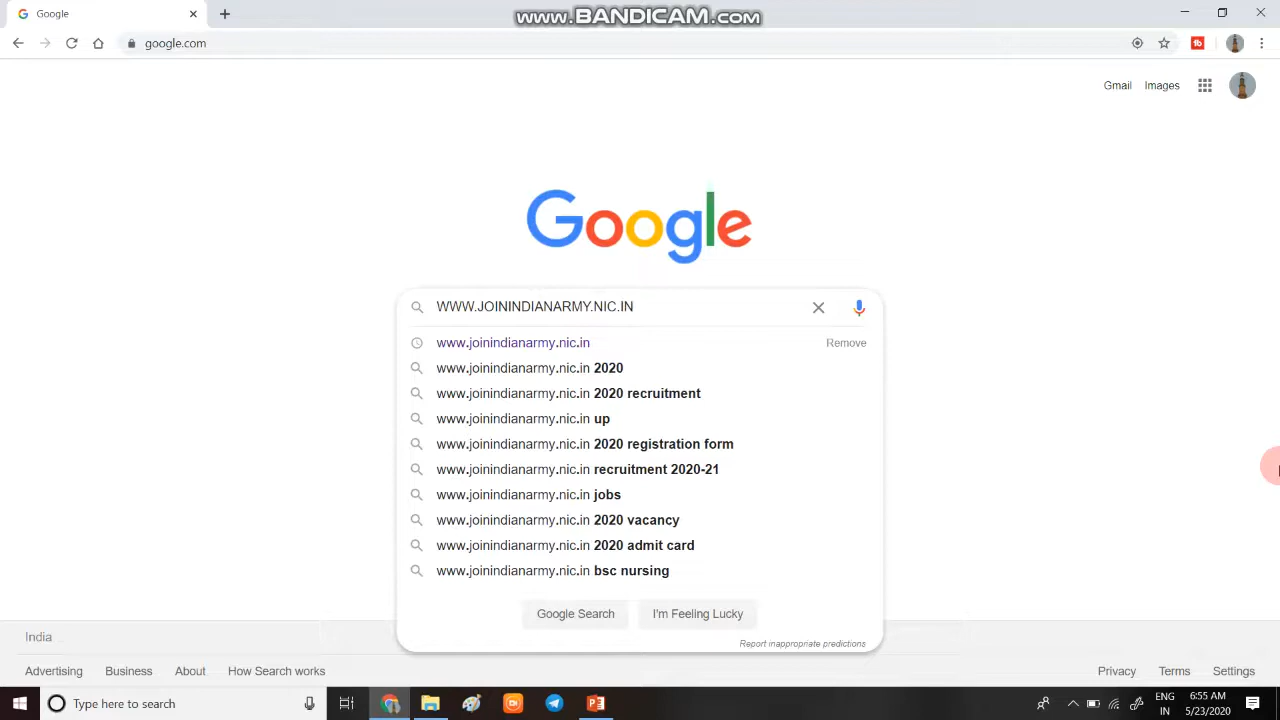 Google
www.BANDICAM.com
google.com
Gmail Images
Google
WWW.JOININDIANARMY.NIC.IN
www.joinindianarmy.nic.in Remove
www.joinindianarmy.nic.in 2020
www.joinindianarmy.nic.in 2020 recruitment
www.joinindianarmy.nic.in up
www.joinindianarmy.nic.in 2020 registration form
www.joinindianarmy.nic.in recruitment 2020-21
www.joinindianarmy.nic.in jobs
www.joinindianarmy.nic.in 2020 vacancy
www.joinindianarmy.nic.in 2020 admit card
www.joinindianarmy.nic.in bsc nursing
Google Search I'm Feeling Lucky
Report inappropriate predictions
India
Advertising Business About How Search works Privacy Terms Settings
Type here to search
ENG 6:55 AM
IN 5/23/2020